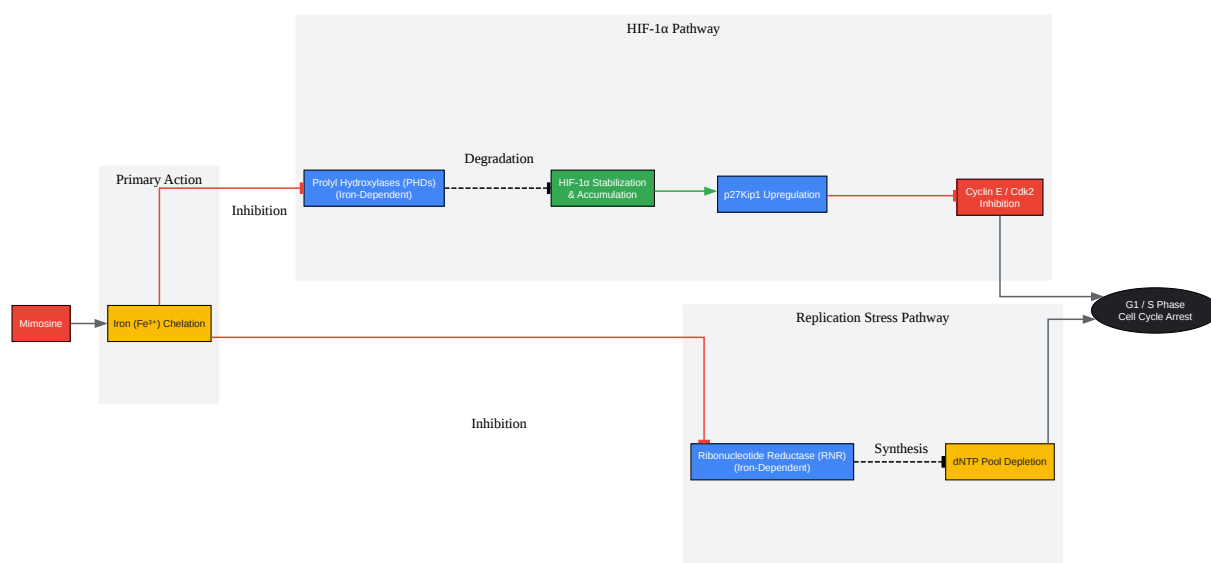 HIF-1α Pathway
Primary Action
Degradation
Inhibition
Prolyl Hydroxylases (PHDs)
(Iron-Dependent)
HIF-1α Stabilization
& Accumulation
p27Kip1 Upregulation
Cyclin E / Cdk2
Inhibition
Mimosine
Iron (Fe³⁺) Chelation
G1 / S Phase
Cell Cycle Arrest
Replication Stress Pathway
Inhibition
Ribonucleotide Reductase (RNR)
(Iron-Dependent)
Synthesis
dNTP Pool Depletion